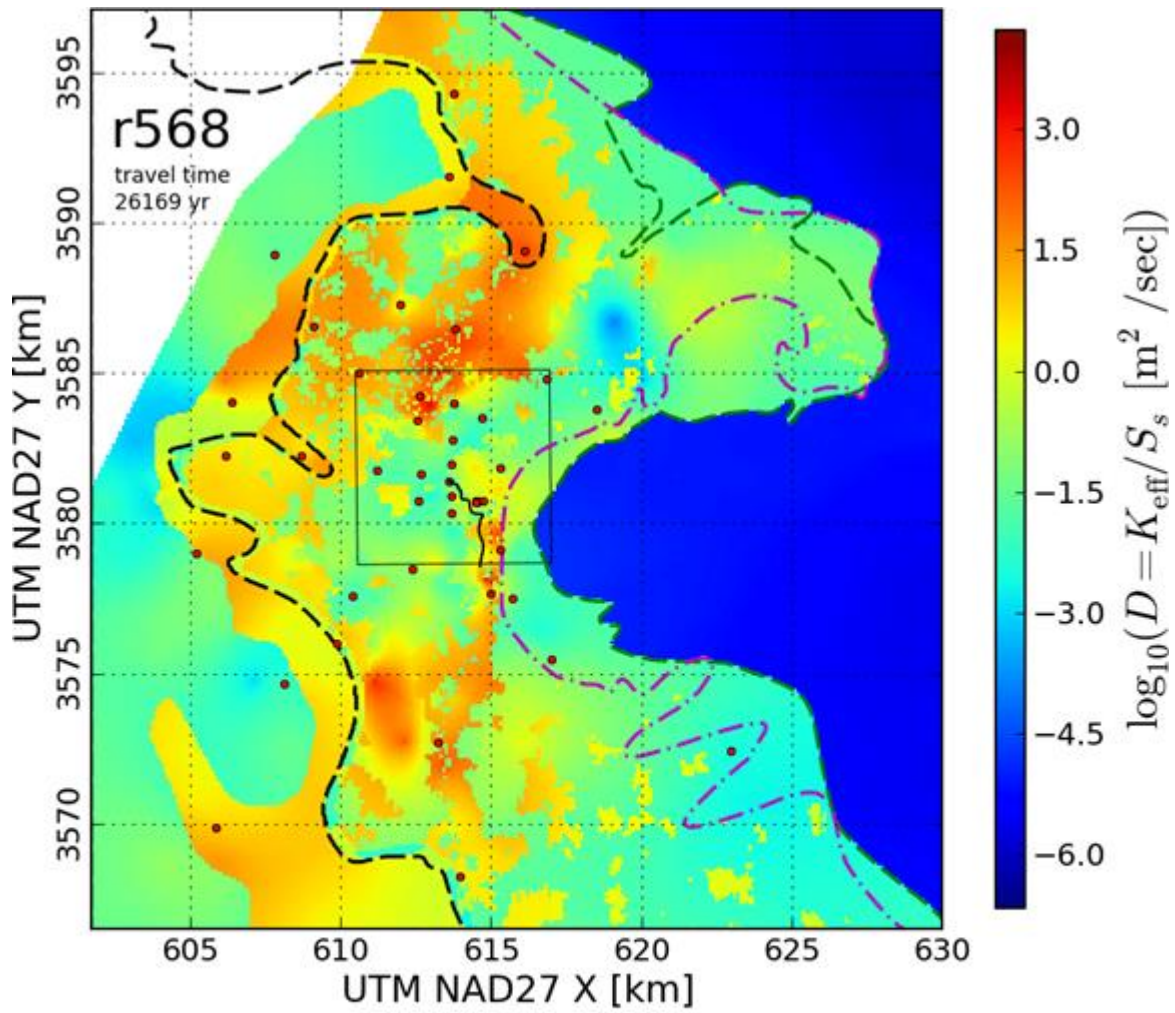 r568
travel time
26169 yr
3595
3590
3585
3580
3575
3570
UTM NAD27 Y [km]
605 610 615 620 625 630
UTM NAD27 X [km]
3.0
1.5
0.0
−1.5
−3.0
−4.5
−6.0
log₁₀(D = K_eff/S_s [m² /sec])